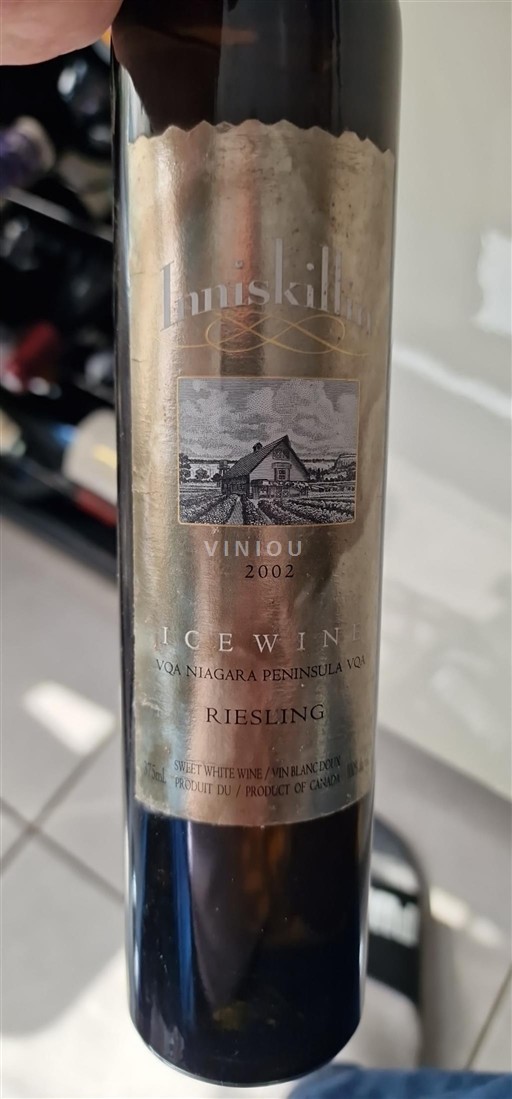 Inniskillin
VINIOU
2002
ICEWINE
VQA NIAGARA PENINSULA VQA
RIESLING
375mL SWEET WHITE WINE / VIN BLANC DOUX
PRODUIT DU / PRODUCT OF CANADA